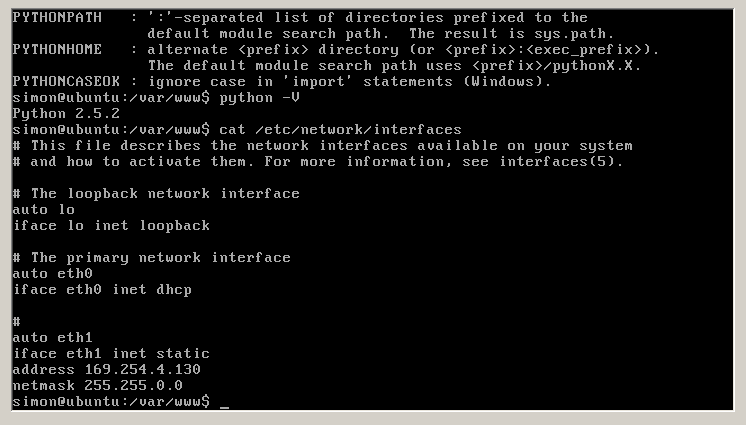 PYTHONPATH   : ':'-separated list of directories prefixed to the
               default module search path.  The result is sys.path.
PYTHONHOME   : alternate <prefix> directory (or <prefix>:<exec_prefix>).
               The default module search path uses <prefix>/pythonX.X.
PYTHONCASEOK : ignore case in 'import' statements (Windows).
simon@ubuntu:/var/www$ python -V
Python 2.5.2
simon@ubuntu:/var/www$ cat /etc/network/interfaces
# This file describes the network interfaces available on your system
# and how to activate them. For more information, see interfaces(5).

# The loopback network interface
auto lo
iface lo inet loopback

# The primary network interface
auto eth0
iface eth0 inet dhcp

#
auto eth1
iface eth1 inet static
address 169.254.4.130
netmask 255.255.0.0
simon@ubuntu:/var/www$ _